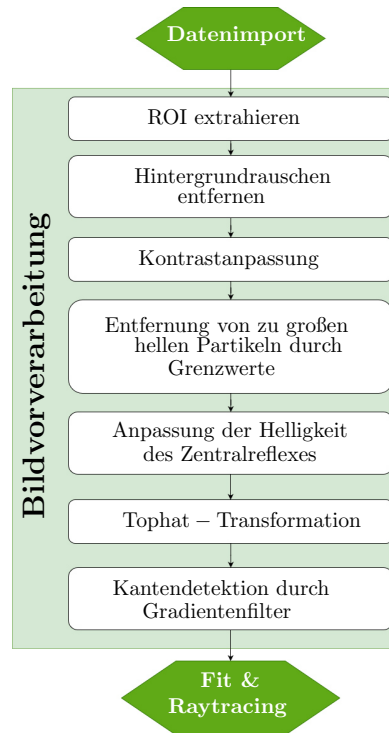 Datenimport
Bildvorverarbeitung
ROI extrahieren
Hintergrundrauschen
entfernen
Kontrastanpassung
Entfernung von zu großen
hellen Partikeln durch
Grenzwerte
Anpassung der Helligkeit
des Zentralreflexes
Tophat – Transformation
Kantendetektion durch
Gradientenfilter
Fit &
Raytracing